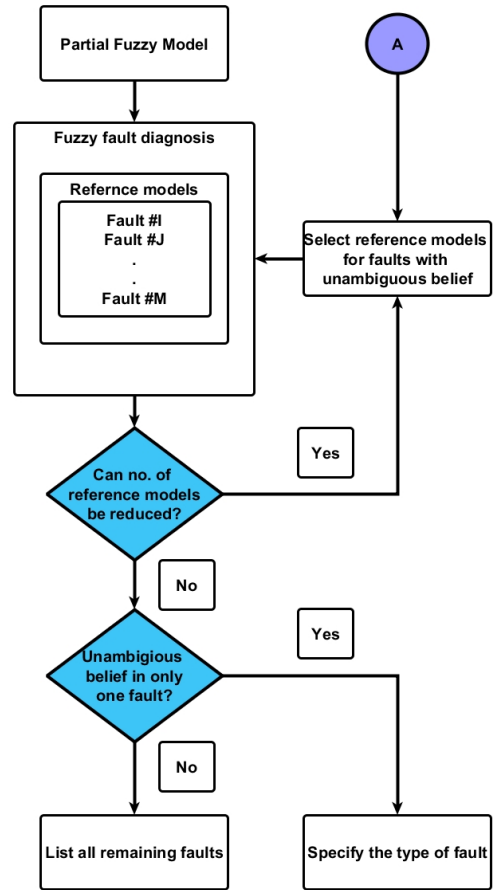 Partial Fuzzy Model
A
Fuzzy fault diagnosis
Refernce models
Fault #I
Fault #J
.
.
Fault #M
Select reference models
for faults with
unambiguous belief
Can no. of
reference models
be reduced?
Yes
No
Unambigious
belief in only
one fault?
Yes
No
List all remaining faults
Specify the type of fault